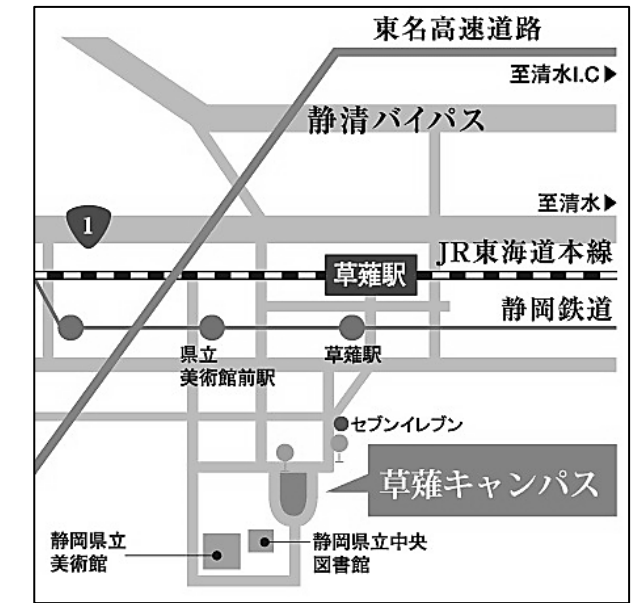 東名高速道路
至清水I.C▶
静清バイパス
至清水▶
1
JR東海道本線
草薙駅
静岡鉄道
県立
美術館前駅
草薙駅
セブンイレブン
草薙キャンパス
静岡県立
美術館
静岡県立中央
図書館